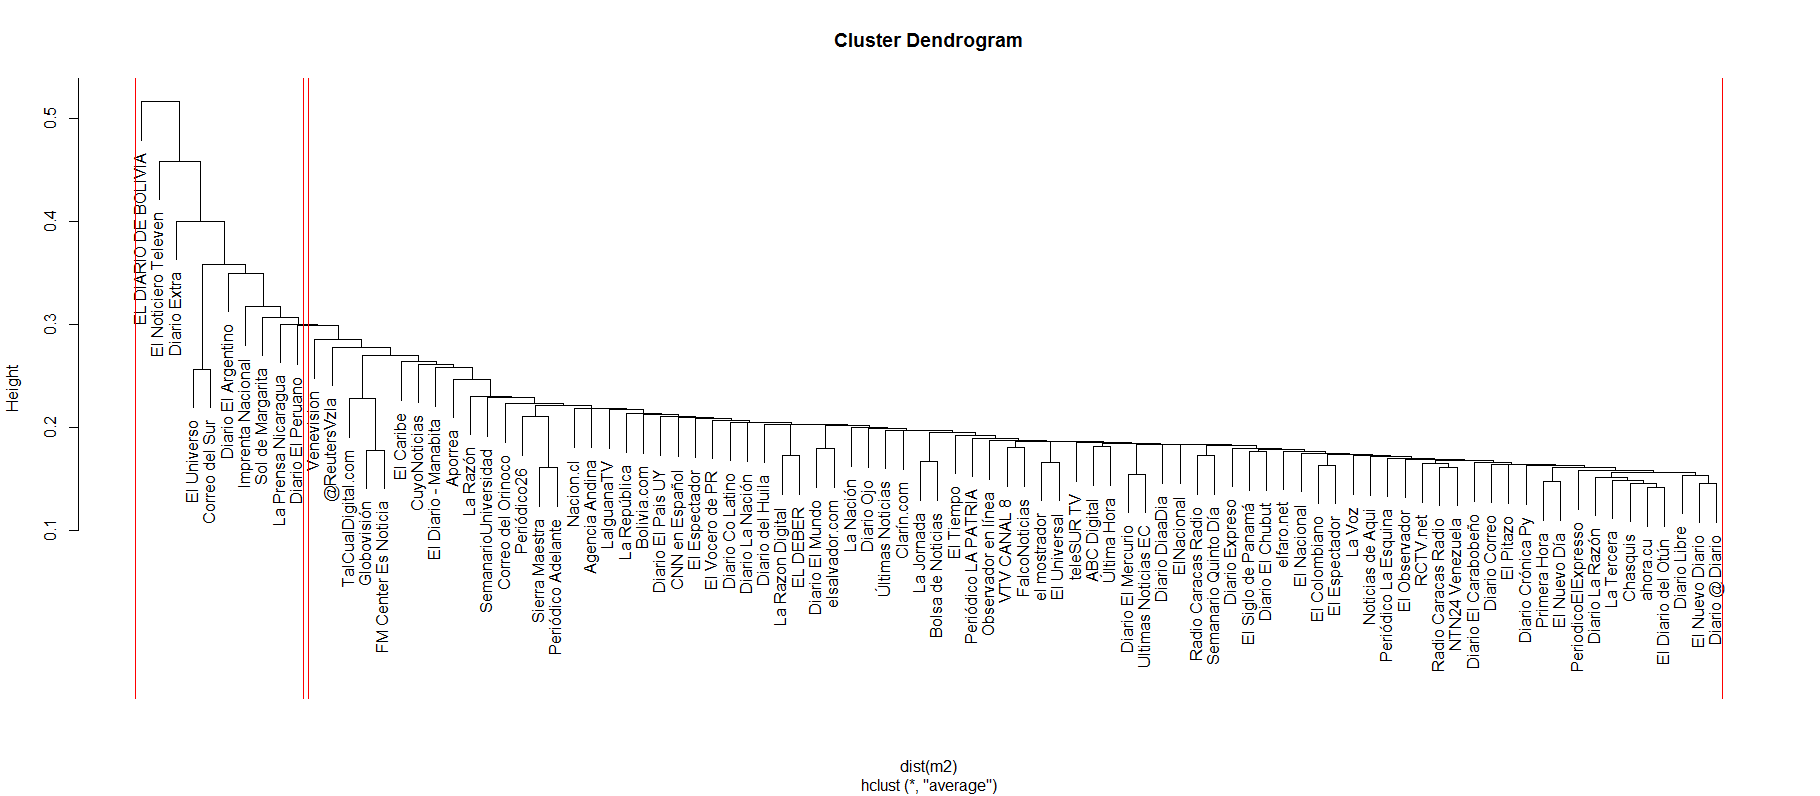 Cluster Dendrogram
Height
0.5
0.4
0.3
0.2
0.1
EL DIARIO DE BOLIVIA
El Noticiero Televen
Diario Extra
El Universo
Correo del Sur
Diario El Argentino
Imprenta Nacional
Sol de Margarita
La Prensa Nicaragua
Diario El Peruano
Venevision
@ReutersVzla
TalCualDigital.com
Globovisión
FM Center Es Noticia
El Caribe
CuyoNoticias
El Diario - Manabita
Aporrea
La Razón
SemanarioUniversidad
Correo del Orinoco
Periódico26
Sierra Maestra
Periódico Adelante
Nacion.cl
Agencia Andina
LaIguanaTV
La República
Bolivia.com
Diario El Pais UY
CNN en Español
El Espectador
El Vocero de PR
Diario Co Latino
Diario La Nación
Diario del Huila
La Razon Digital
EL DEBER
Diario El Mundo
elsalvador.com
La Nación
Diario Ojo
Últimas Noticias
Clarín.com
La Jornada
Bolsa de Noticias
El Tiempo
Periódico LA PATRIA
Observador en línea
VTV CANAL 8
FalcoNoticias
el mostrador
El Universal
teleSUR TV
ABC Digital
Última Hora
Diario El Mercurio
Ultimas Noticias EC
Diario DiaaDia
ElNacional
Radio Caracas Radio
Semanario Quinto Día
Diario Expreso
El Siglo de Panamá
Diario El Chubut
elfaro.net
El Nacional
El Colombiano
El Espectador
La Voz
Noticias de Aqui
Periódico La Esquina
El Observador
RCTV.net
Radio Caracas Radio
NTN24 Venezuela
Diario El Carabobeño
Diario Correo
El Pitazo
Diario Crónica Py
Primera Hora
El Nuevo Día
PeriodicoElExpresso
Diario La Razón
La Tercera
Chasquis
ahora.cu
El Diario del Otún
Diario Libre
El Nuevo Diario
Diario @Diario
dist(m2)
hclust (*, "average")